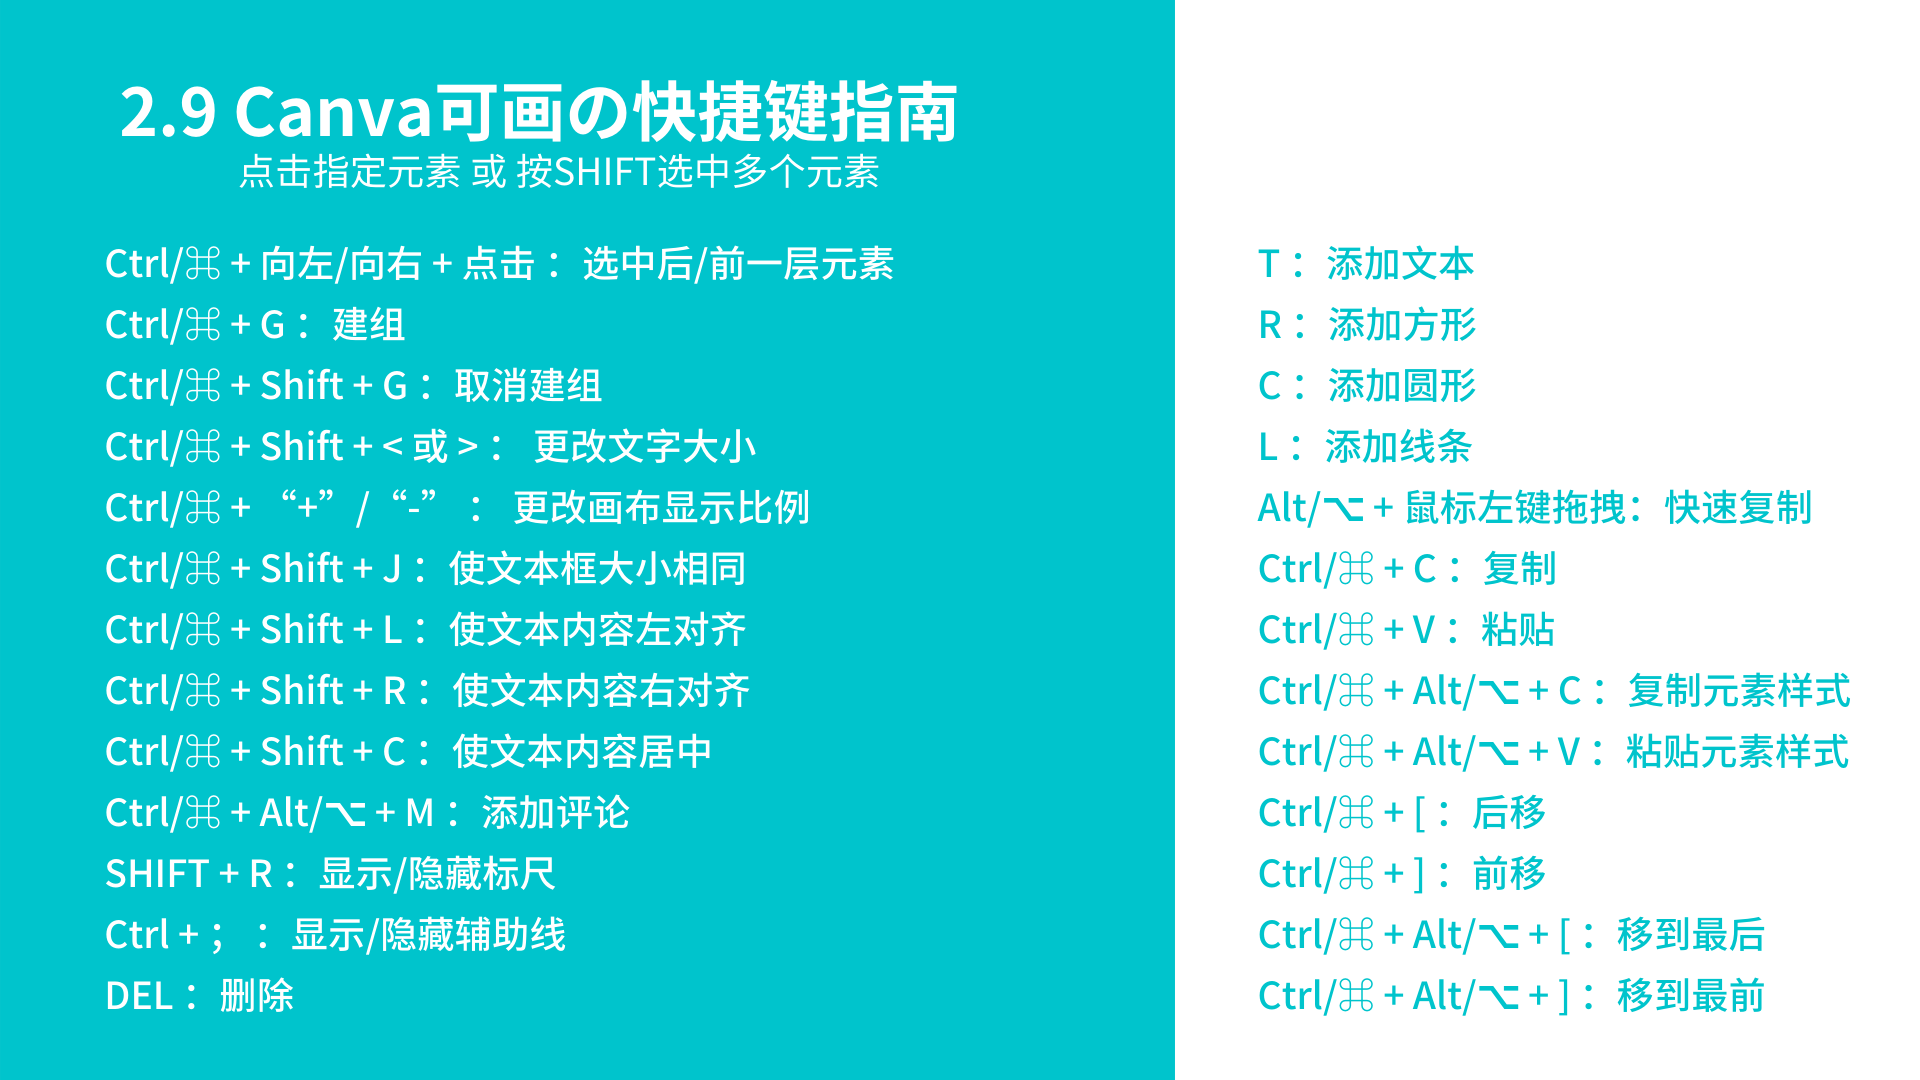 2.9 Canva可画の快捷键指南
点击指定元素 或 按SHIFT选中多个元素
Ctrl/⌘ + 向左/向右 + 点击： 选中后/前一层元素
Ctrl/⌘ + G： 建组
Ctrl/⌘ + Shift + G： 取消建组
Ctrl/⌘ + Shift + < 或 >： 更改文字大小
Ctrl/⌘ + “+”/“-”： 更改画布显示比例
Ctrl/⌘ + Shift + J： 使文本框大小相同
Ctrl/⌘ + Shift + L： 使文本内容左对齐
Ctrl/⌘ + Shift + R： 使文本内容右对齐
Ctrl/⌘ + Shift + C： 使文本内容居中
Ctrl/⌘ + Alt/⌥ + M： 添加评论
SHIFT + R： 显示/隐藏标尺
Ctrl + ； ： 显示/隐藏辅助线
DEL： 删除
T： 添加文本
R： 添加方形
C： 添加圆形
L： 添加线条
Alt/⌥ + 鼠标左键拖拽：快速复制
Ctrl/⌘ + C： 复制
Ctrl/⌘ + V： 粘贴
Ctrl/⌘ + Alt/⌥ + C： 复制元素样式
Ctrl/⌘ + Alt/⌥ + V： 粘贴元素样式
Ctrl/⌘ + [： 后移
Ctrl/⌘ + ]： 前移
Ctrl/⌘ + Alt/⌥ + [： 移到最后
Ctrl/⌘ + Alt/⌥ + ]： 移到最前